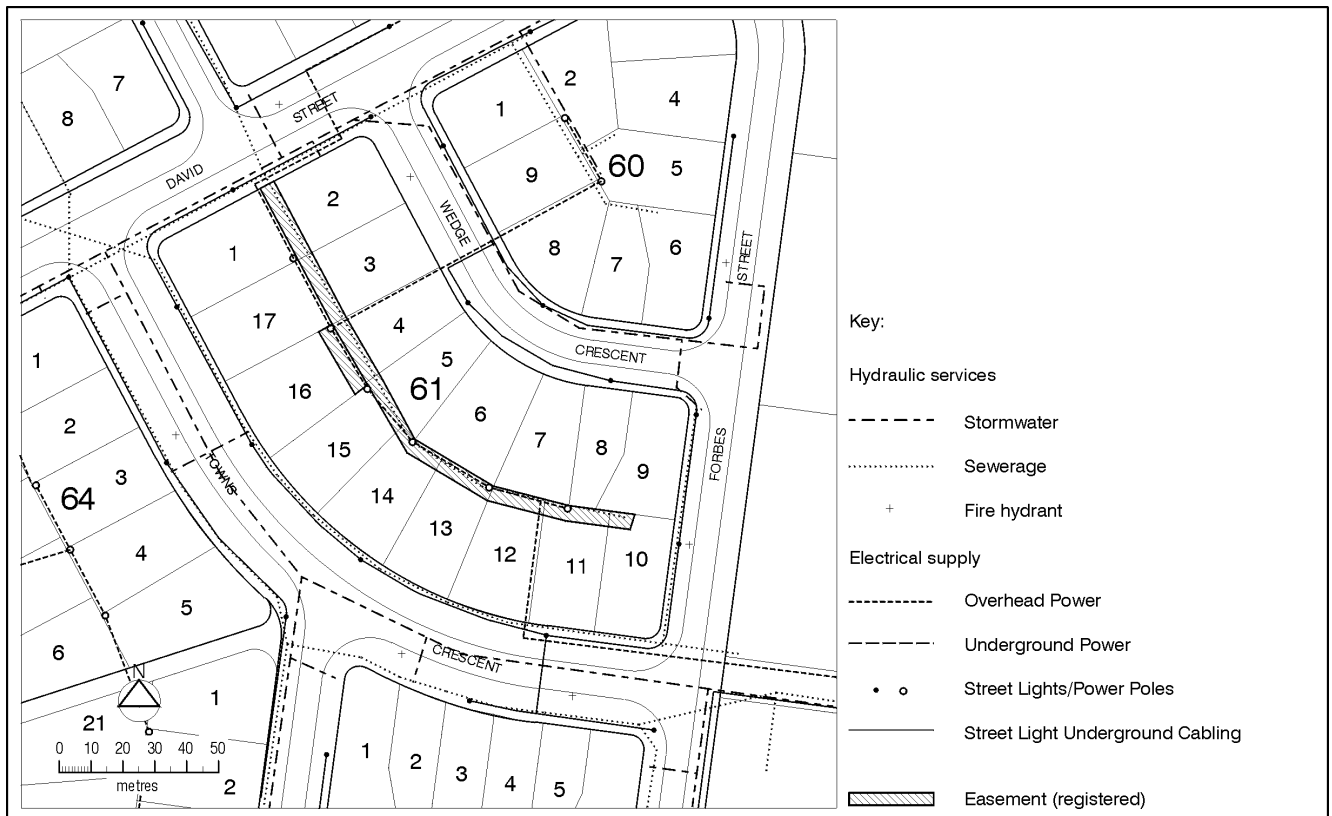 7
8
STREET
DAVID
1
2
4
9
60
5
8
7
6
WEDGE
STREET
CRESCENT
FORBES
2
1
3
17
4
5
61
16
6
7
8
9
15
14
13
12
11
10
TOWNS
CRESCENT
1
2
3
64
4
5
6
N
1
21
2
0 10 20 30 40 50
metres
1
2
3
4
5
Key:
Hydraulic services
Stormwater
Sewerage
Fire hydrant
Electrical supply
Overhead Power
Underground Power
Street Lights/Power Poles
Street Light Underground Cabling
Easement (registered)